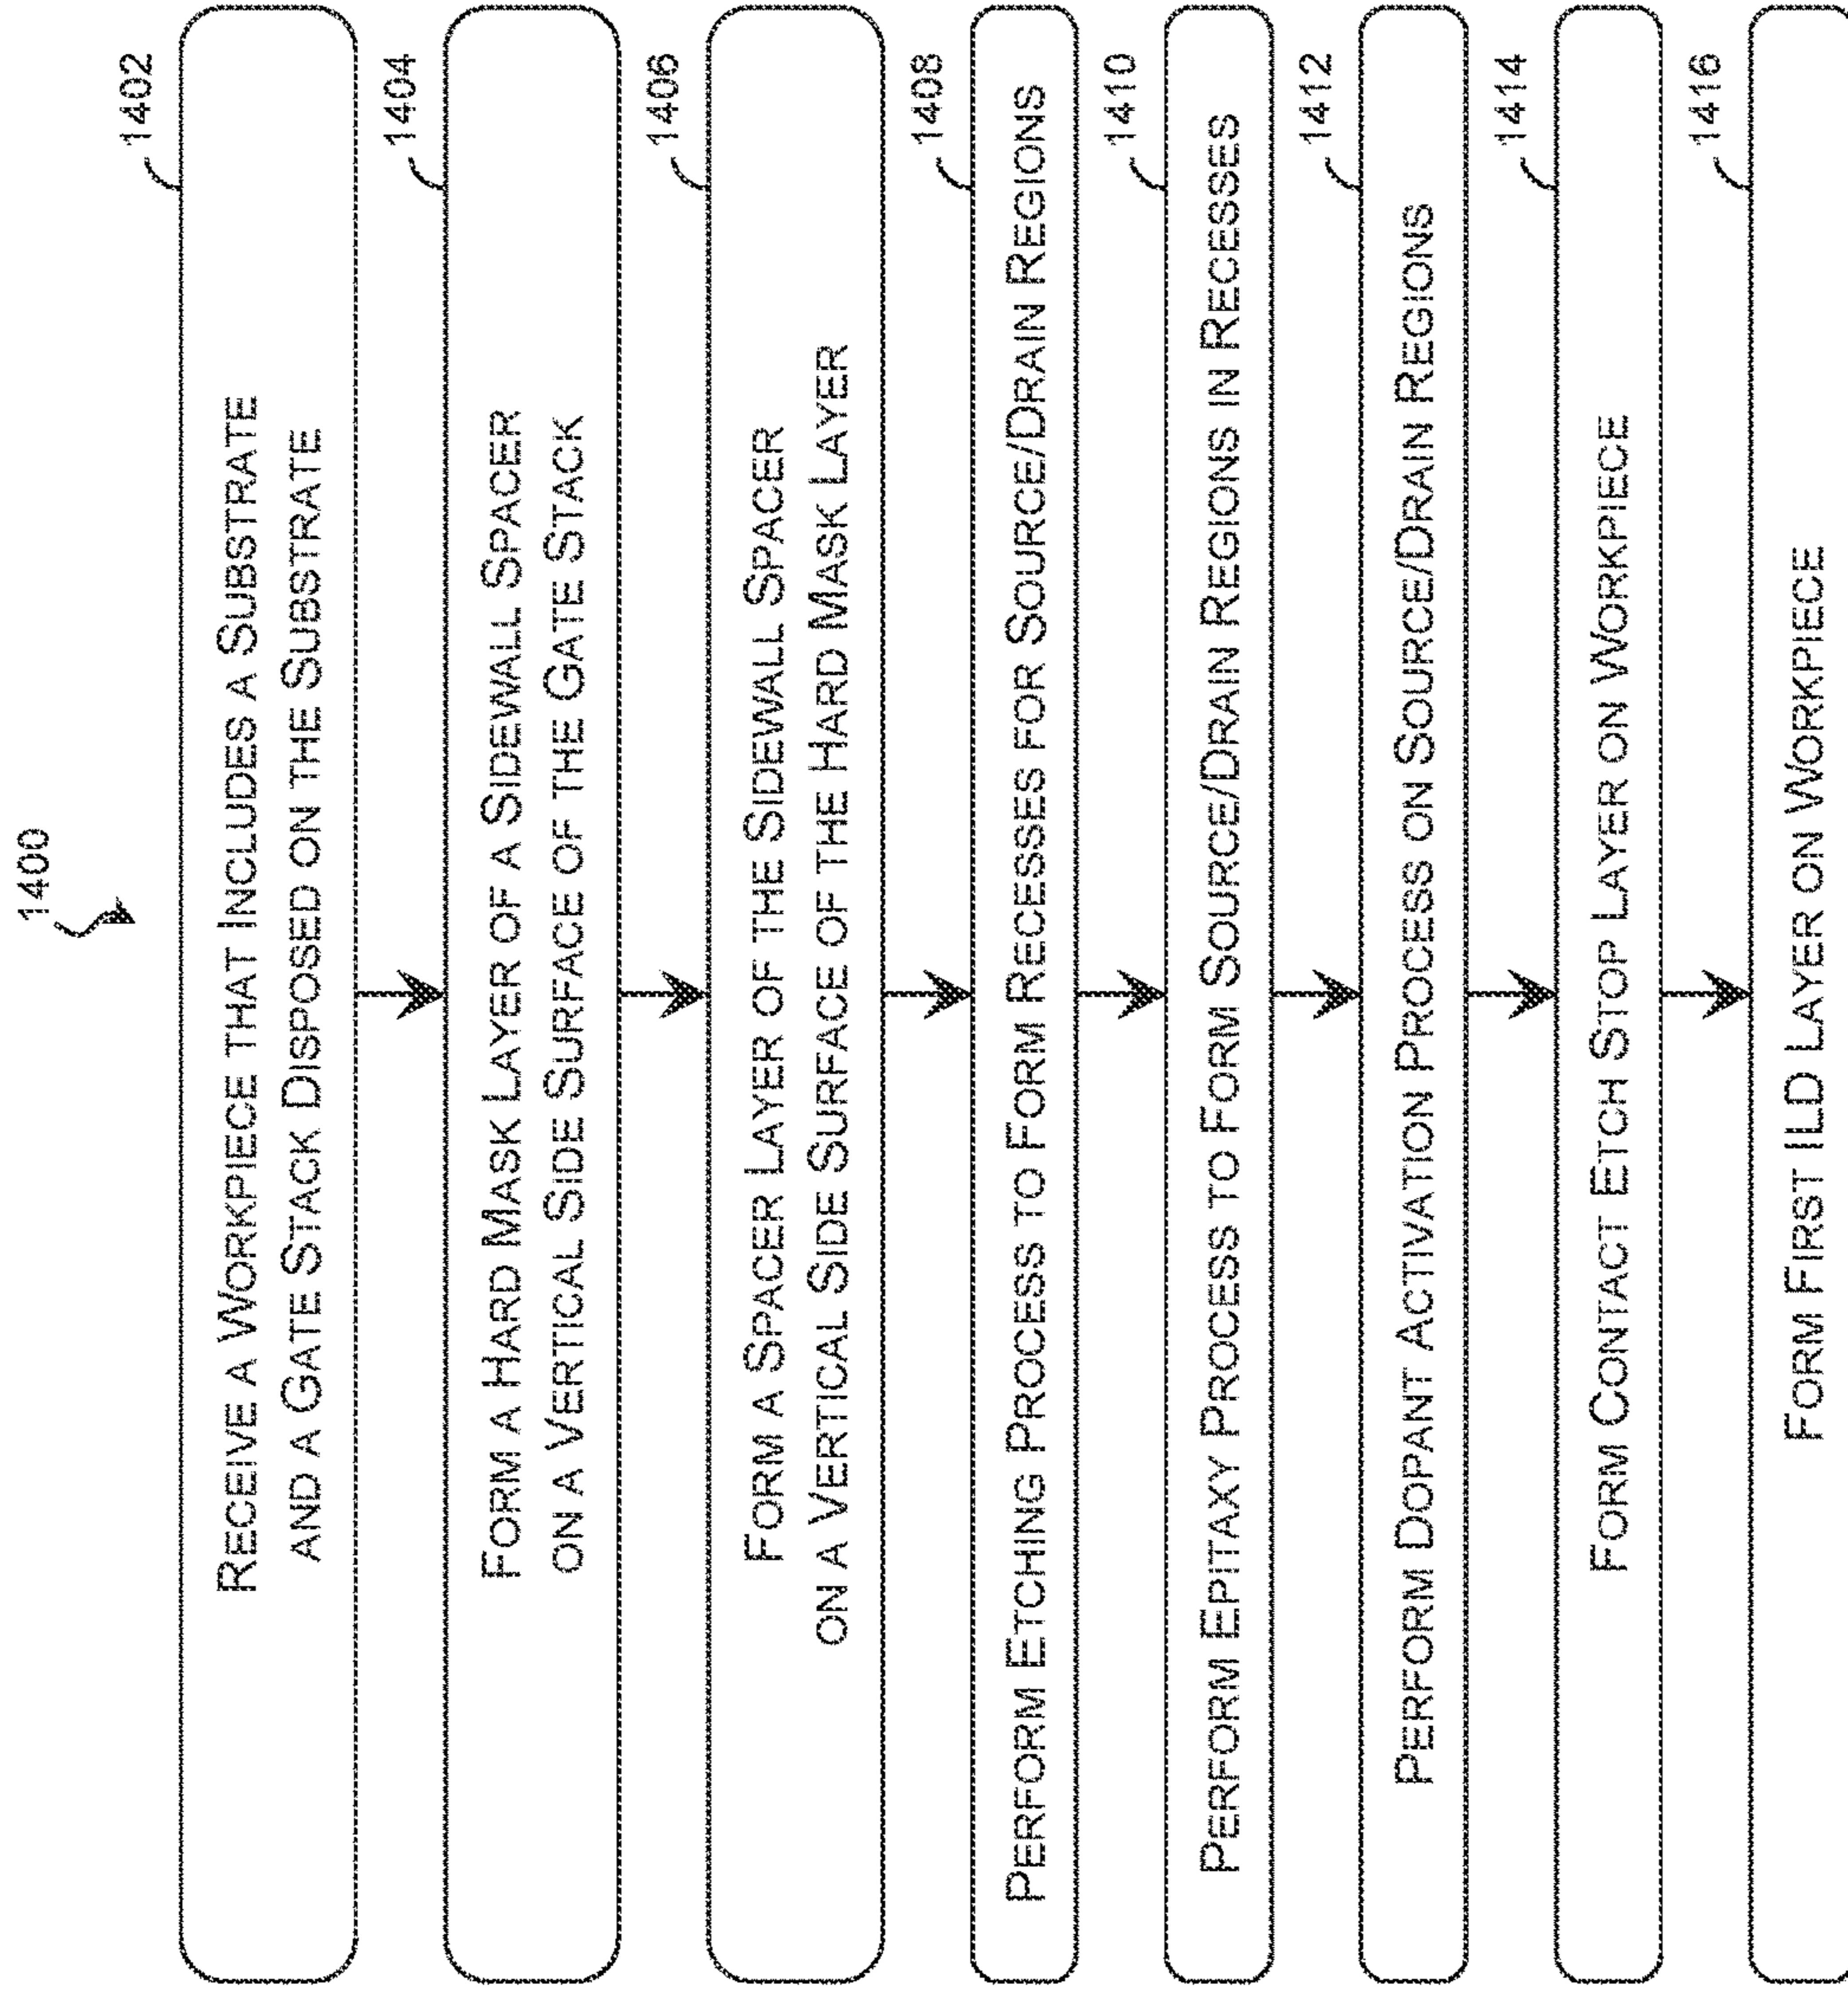 1400
1402
RECEIVE A WORKPIECE THAT INCLUDES A SUBSTRATE
AND A GATE STACK DISPOSED ON THE SUBSTRATE
1404
FORM A HARD MASK LAYER OF A SIDEWALL SPACER
ON A VERTICAL SIDE SURFACE OF THE GATE STACK
1406
FORM A SPACER LAYER OF THE SIDEWALL SPACER
ON A VERTICAL SIDE SURFACE OF THE HARD MASK LAYER
1408
PERFORM ETCHING PROCESS TO FORM RECESSES FOR SOURCE/DRAIN REGIONS
1410
PERFORM EPITAXY PROCESS TO FORM SOURCE/DRAIN REGIONS IN RECESSES
1412
PERFORM DOPANT ACTIVATION PROCESS ON SOURCE/DRAIN REGIONS
1414
FORM CONTACT ETCH STOP LAYER ON WORKPIECE
1416
FORM FIRST ILD LAYER ON WORKPIECE